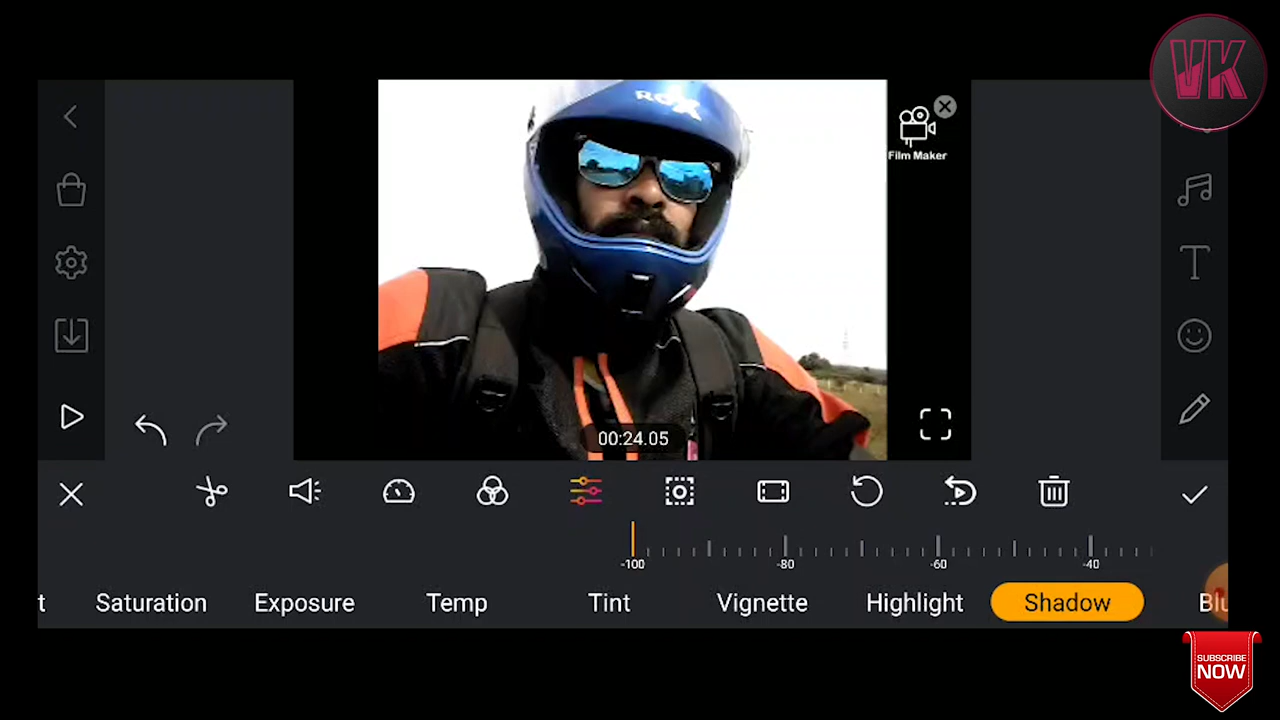 VK
ROX
Film Maker
00:24.05
-100 -80 -60 -40
t Saturation Exposure Temp Tint Vignette Highlight Shadow Blu
SUBSCRIBE
NOW